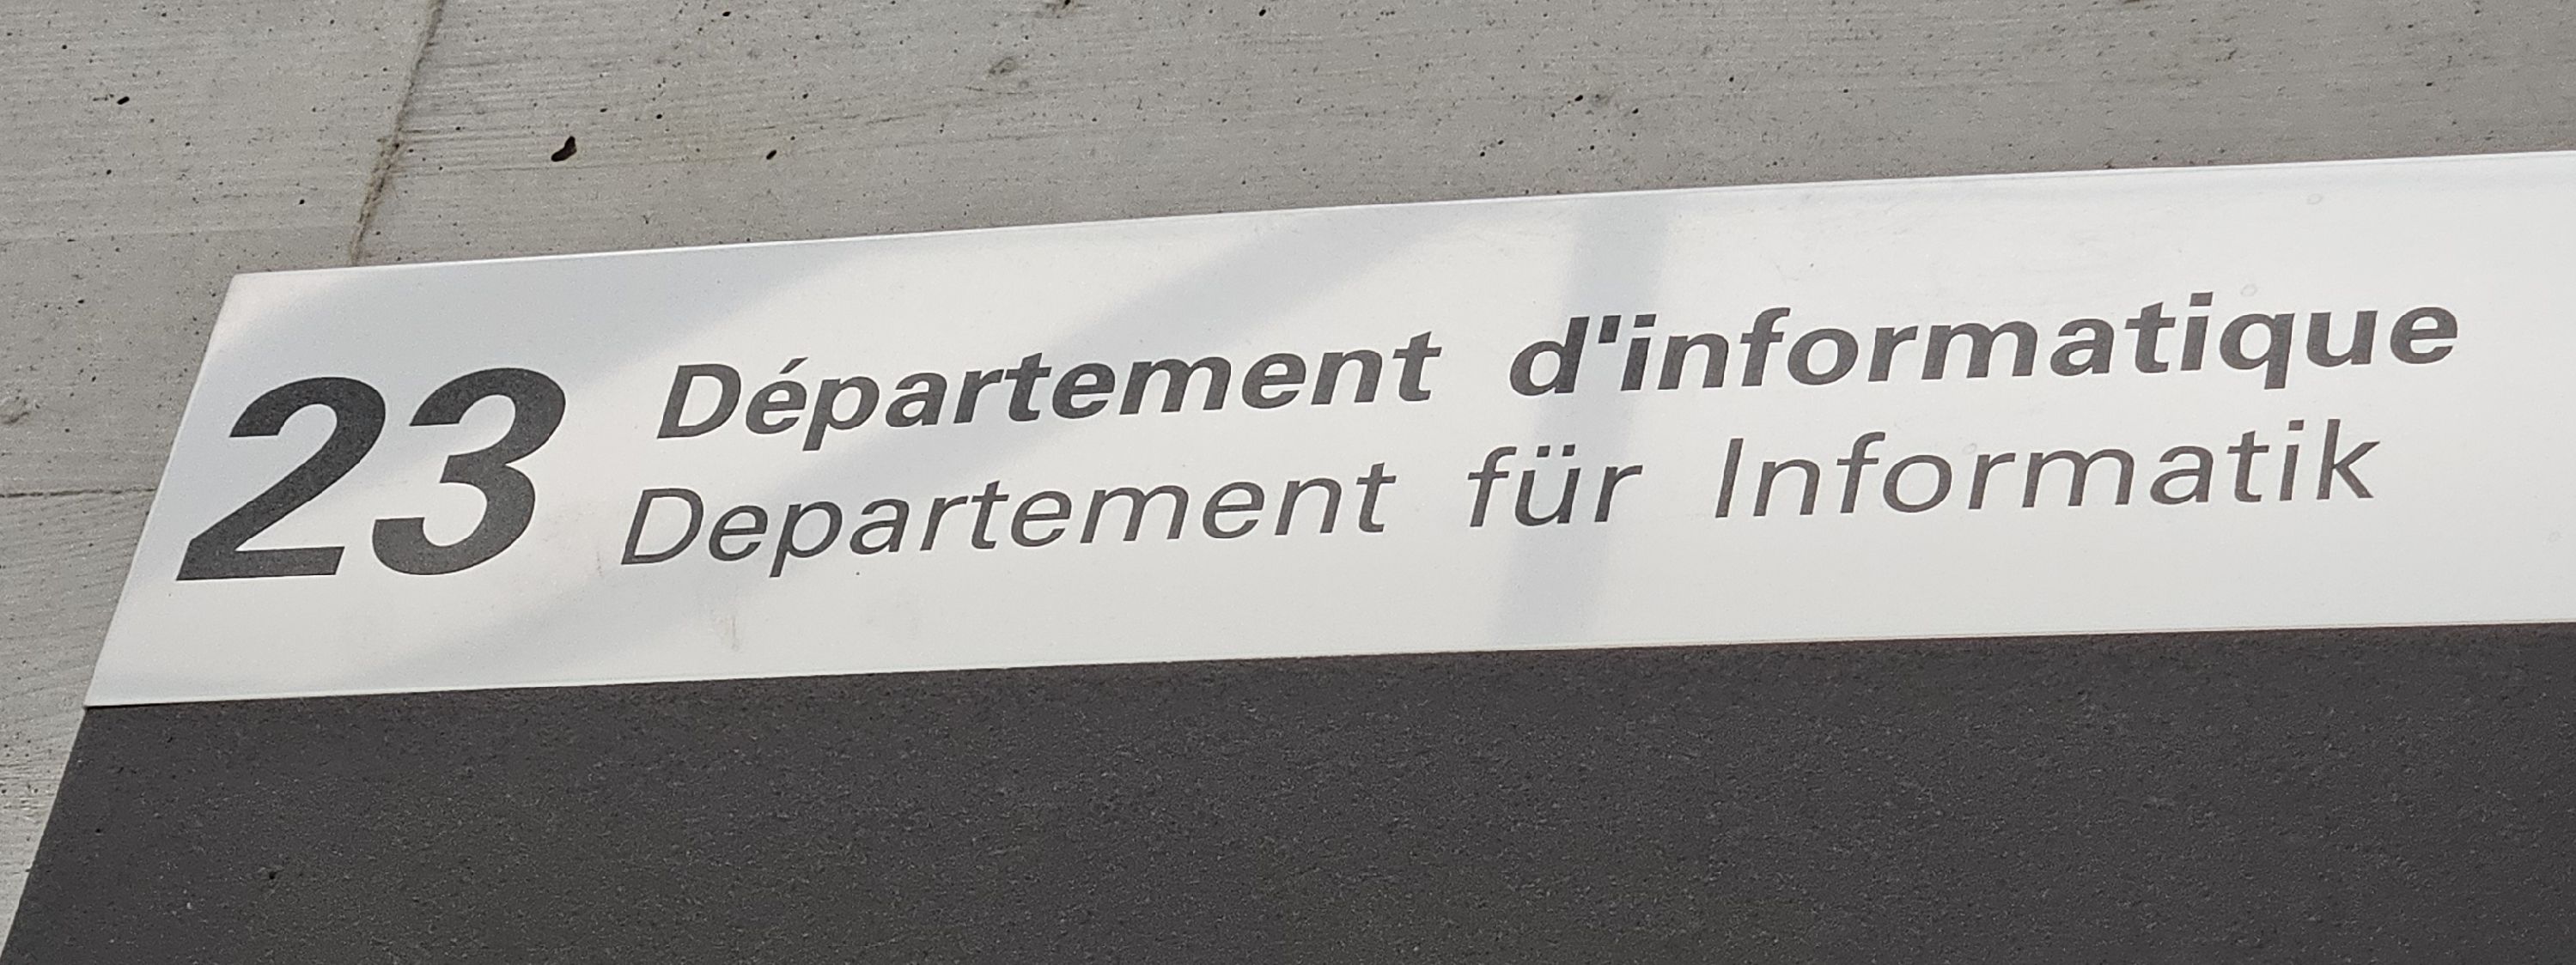 23 Département d'informatique
Departement für Informatik